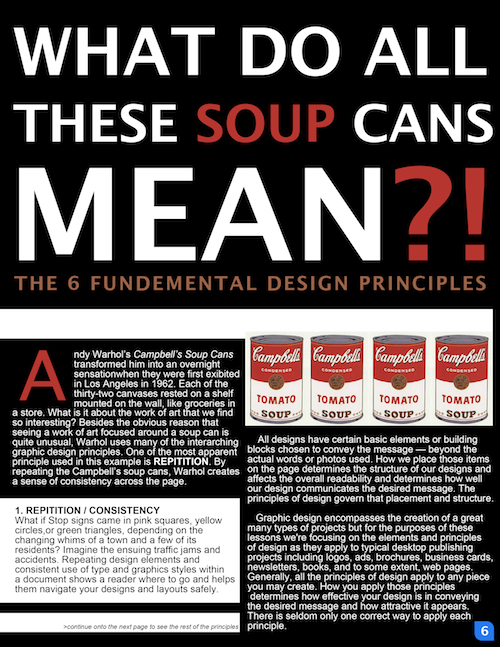 WHAT DO ALL
THESE SOUP CANS
MEAN?!
THE 6 FUNDEMENTAL DESIGN PRINCIPLES
Andy Warhol's Campbell's Soup Cans
transformed him into an overnight
sensationwhen they were first exibited
in Los Angeles in 1962. Each of the
thirty-two canvases rested on a shelf
mounted on the wall, like groceries in
a store. What is it about the work of art that we find
so interesting? Besides the obvious reason that
seeing a work of art focused around a soup can is
quite unusual, Warhol uses many of the interarching
graphic design principles. One of the most apparent
principle used in this example is REPITITION. By
repeating the Campbell's soup cans, Warhol creates
a sense of consistency across the page.
1. REPITITION / CONSISTENCY
What if Stop signs came in pink squares, yellow
circles,or green triangles, depending on the
changing whims of a town and a few of its
residents? Imagine the ensuing traffic jams and
accidents. Repeating design elements and
consistent use of type and graphics styles within
a document shows a reader where to go and helps
them navigate your designs and layouts safely.
>continue onto the next page to see the rest of the principles
Campbell's Campbell's Campbell's Campbell's
CONDENSED CONDENSED CONDENSED CONDENSED
TOMATO TOMATO TOMATO TOMATO
SOUP SOUP SOUP SOUP
All designs have certain basic elements or building
blocks chosen to convey the message — beyond the
actual words or photos used. How we place those items
on the page determines the structure of our designs and
affects the overall readability and determines how well
our design communicates the desired message. The
principles of design govern that placement and structure.
Graphic design encompasses the creation of a great
many types of projects but for the purposes of these
lessons we're focusing on the elements and principles
of design as they apply to typical desktop publishing
projects including logos, ads, brochures, business cards,
newsletters, books, and to some extent, web pages.
Generally, all the principles of design apply to any piece
you may create. How you apply those principles
determines how effective your design is in conveying
the desired message and how attractive it appears.
There is seldom only one correct way to apply each
principle.
6